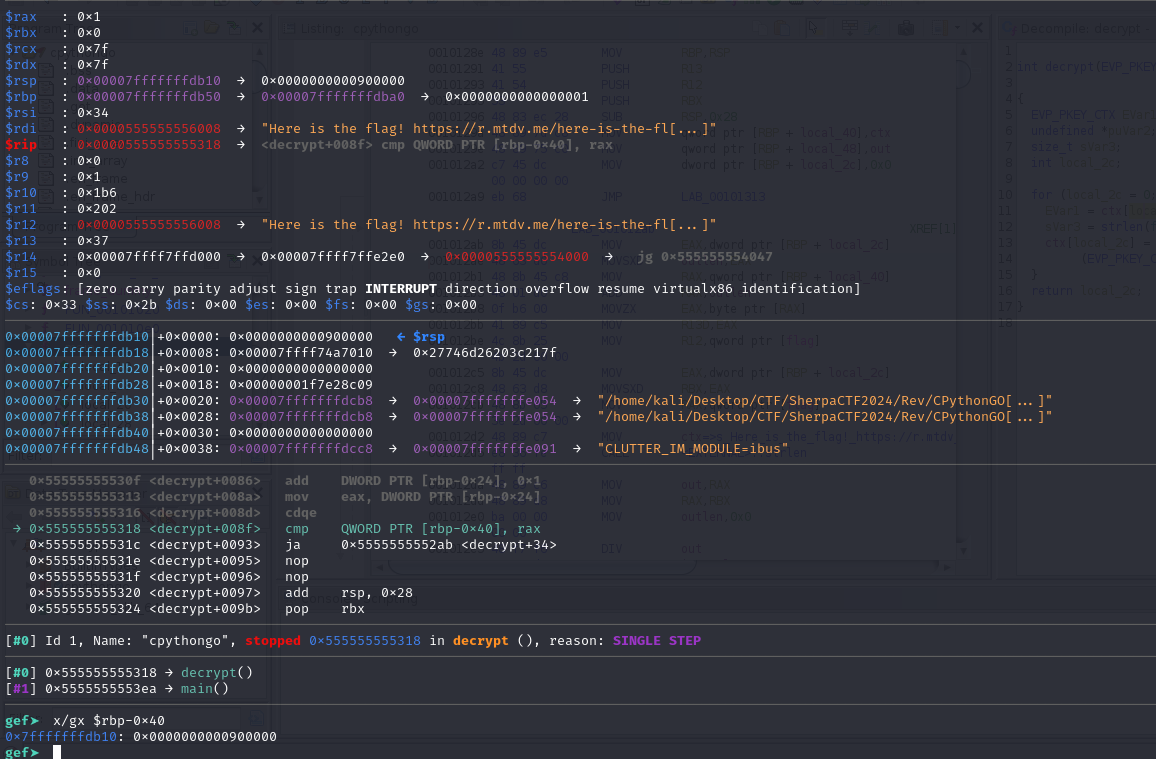 $rax   : 0×1
$rbx   : 0×0
$rcx   : 0×7f
$rdx   : 0×7f
$rsp   : 0×00007fffffffdb10  →  0×0000000000900000
$rbp   : 0×00007fffffffdb50  →  0×00007fffffffdba0  →  0×0000000000000001
$rsi   : 0×34
$rdi   : 0×0000555555556008  →  "Here is the flag! https://r.mtdv.me/here-is-the-fl[...]"
$rip   : 0×0000555555555318  →  <decrypt+008f> cmp QWORD PTR [rbp-0×40], rax
$r8    : 0×0
$r9    : 0×1
$r10   : 0×1b6
$r11   : 0×202
$r12   : 0×0000555555556008  →  "Here is the flag! https://r.mtdv.me/here-is-the-fl[...]"
$r13   : 0×37
$r14   : 0×00007ffff7ffd000  →  0×00007ffff7ffe2e0  →  0×0000555555554000  →   jg 0×555555554047
$r15   : 0×0
$eflags: [zero carry parity adjust sign trap INTERRUPT direction overflow resume virtualx86 identification]
$cs: 0×33 $ss: 0×2b $ds: 0×00 $es: 0×00 $fs: 0×00 $gs: 0×00
0×00007fffffffdb10│+0×0000: 0×0000000000900000   ← $rsp
0×00007fffffffdb18│+0×0008: 0×00007ffff74a7010  →  0×27746d26203c217f
0×00007fffffffdb20│+0×0010: 0×0000000000000000
0×00007fffffffdb28│+0×0018: 0×00000001f7e28c09
0×00007fffffffdb30│+0×0020: 0×00007fffffffdcb8  →  0×00007fffffffe054  →  "/home/kali/Desktop/CTF/SherpaCTF2024/Rev/CPythonGO[...]"
0×00007fffffffdb38│+0×0028: 0×00007fffffffdcb8  →  0×00007fffffffe054  →  "/home/kali/Desktop/CTF/SherpaCTF2024/Rev/CPythonGO[...]"
0×00007fffffffdb40│+0×0030: 0×0000000000000000
0×00007fffffffdb48│+0×0038: 0×00007fffffffdcc8  →  0×00007fffffffe091  →  "CLUTTER_IM_MODULE=ibus"
0×55555555530f <decrypt+0086>   add    DWORD PTR [rbp-0×24], 0×1
0×555555555313 <decrypt+008a>   mov    eax, DWORD PTR [rbp-0×24]
0×555555555316 <decrypt+008d>   cdqe
→ 0×555555555318 <decrypt+008f>   cmp    QWORD PTR [rbp-0×40], rax
0×55555555531c <decrypt+0093>   ja     0×5555555552ab <decrypt+34>
0×55555555531e <decrypt+0095>   nop
0×55555555531f <decrypt+0096>   nop
0×555555555320 <decrypt+0097>   add    rsp, 0×28
0×555555555324 <decrypt+009b>   pop    rbx
[#0] Id 1, Name: "cpythongo", stopped 0×555555555318 in decrypt (), reason: SINGLE STEP
[#0] 0×555555555318 → decrypt()
[#1] 0×5555555553ea → main()
gef➤  x/gx $rbp-0×40
0×7fffffffdb10: 0×0000000000900000
gef➤